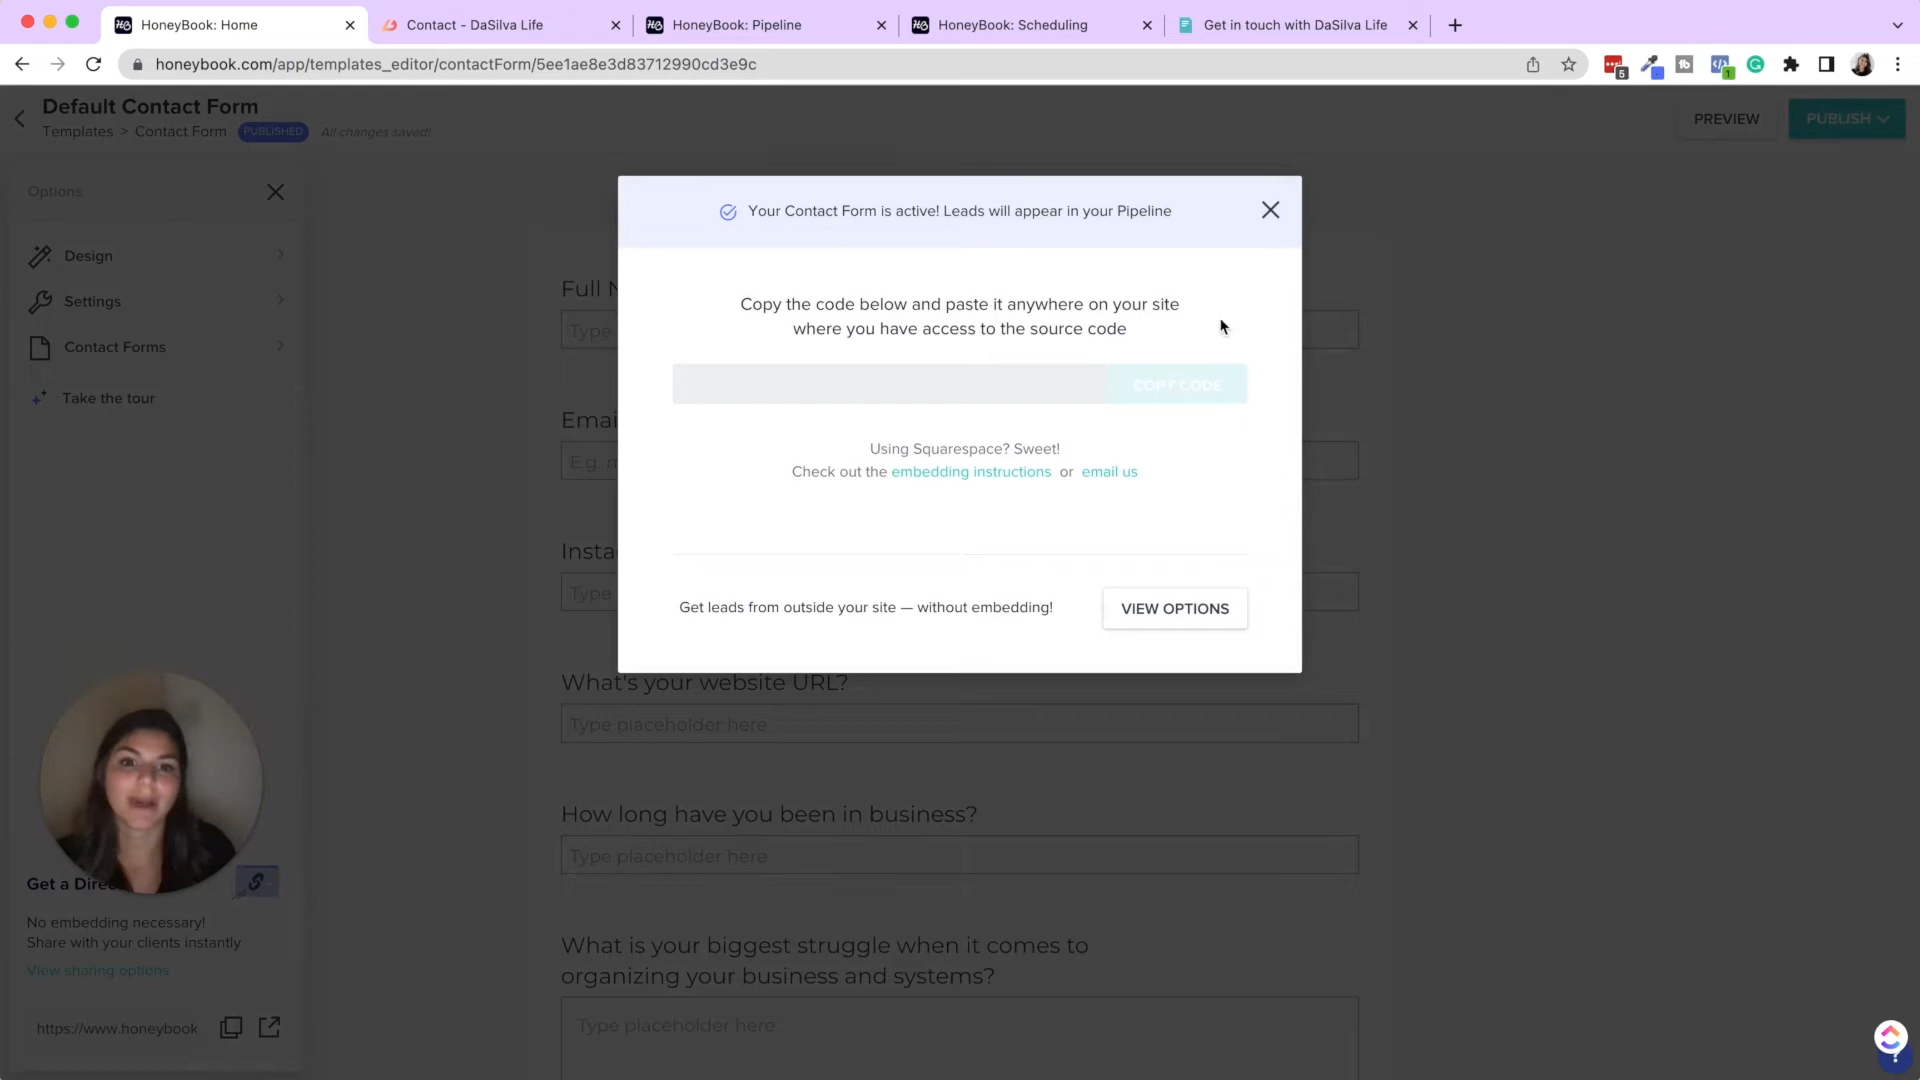 HoneyBook: Home
Contact - DaSilva Life
HoneyBook: Pipeline
HoneyBook: Scheduling
Get in touch with DaSilva Life
honeybook.com/app/templates_editor/contactForm/5ee1ae8e3d83712990cd3e9c
5
1
Default Contact Form
Templates > Contact Form PUBLISHED All changes saved!
PREVIEW
PUBLISH
Options
Design
Settings
Contact Forms
Take the tour
Your Contact Form is active! Leads will appear in your Pipeline
Copy the code below and paste it anywhere on your site
where you have access to the source code
COPY CODE
Using Squarespace? Sweet!
Check out the embedding instructions or email us
Get leads from outside your site — without embedding!
VIEW OPTIONS
Full N
Type
Emai
E.g. n
Insta
Type
What's your website URL?
Type placeholder here
How long have you been in business?
Type placeholder here
What is your biggest struggle when it comes to
organizing your business and systems?
Type placeholder here
Get a Dire
No embedding necessary!
Share with your clients instantly
View sharing options
https://www.honeybook